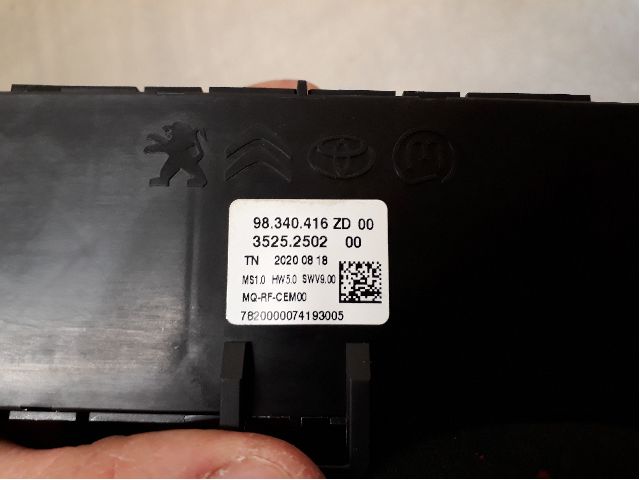 98.340.416 ZD 00
3525.2502 00
TN 2020 08 18
MS1.0 HW5.0 SWV9.00
MQ-RF-CEM00
7820000074193005